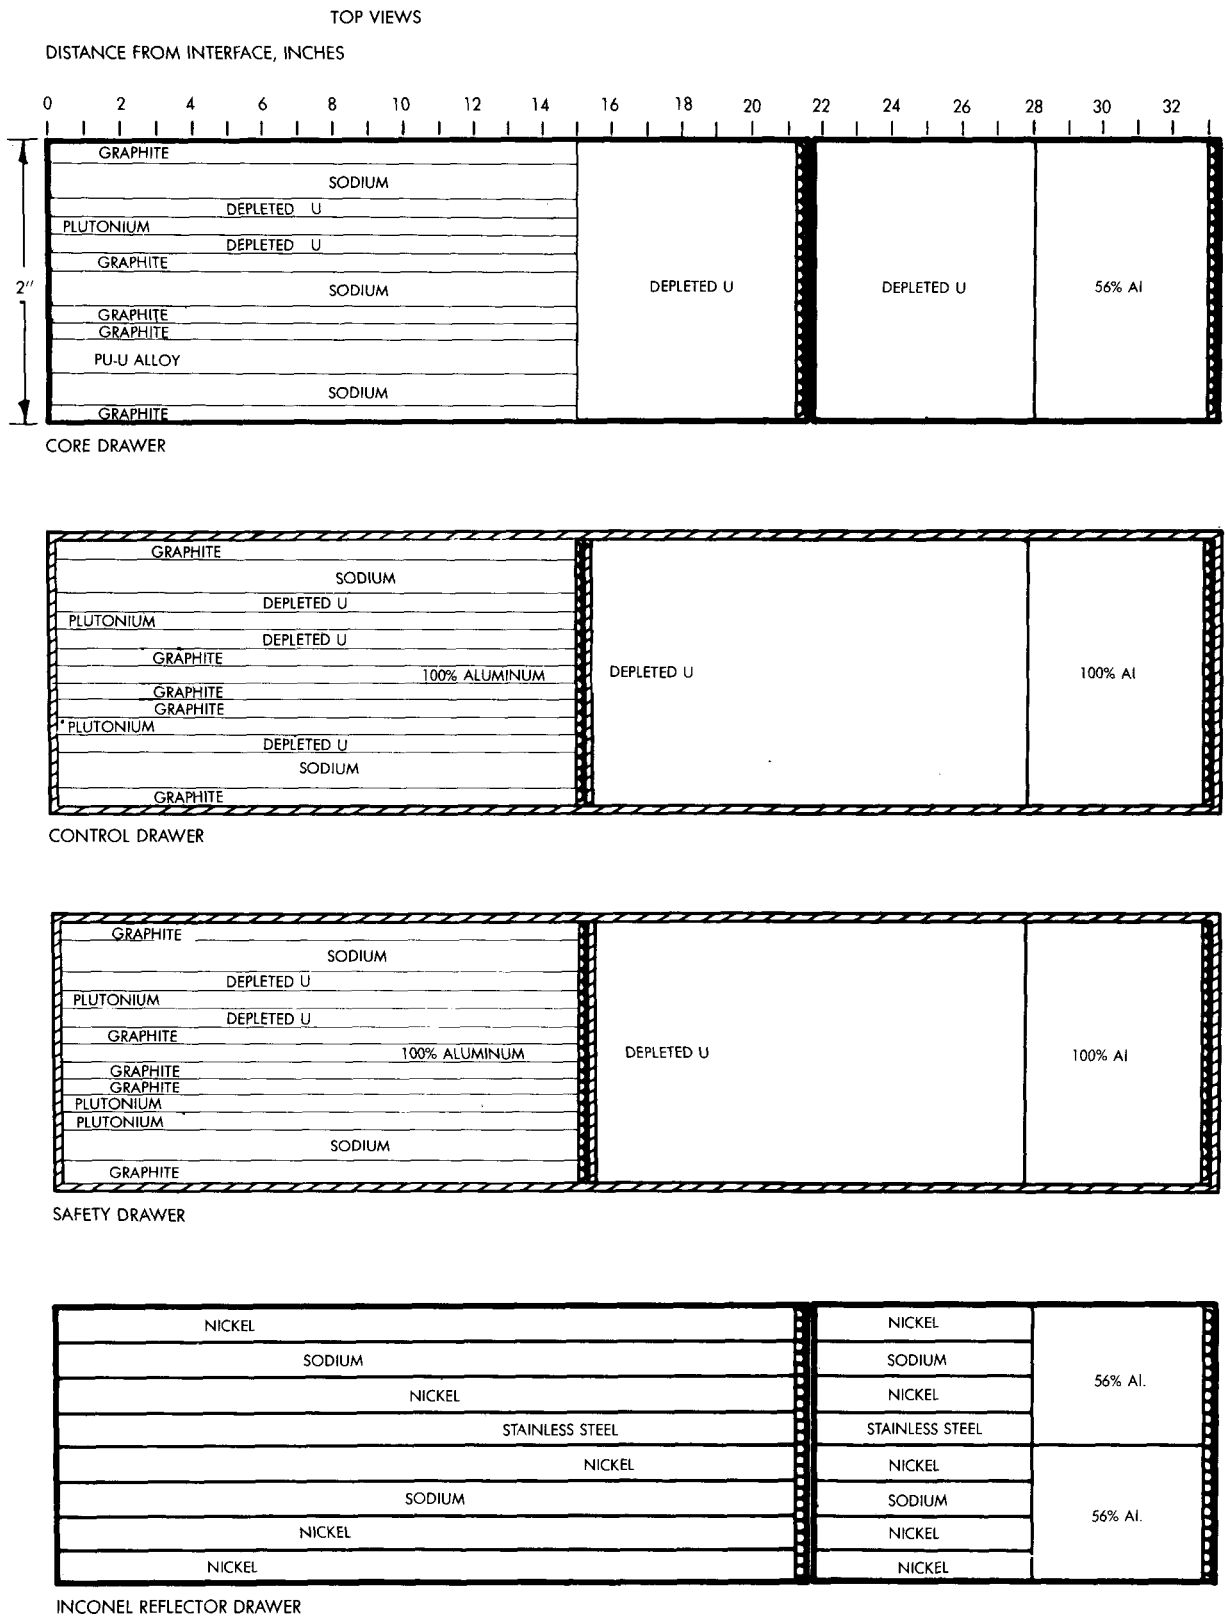 TOP VIEWS
DISTANCE FROM INTERFACE, INCHES
0 2 4 6 8 10 12 14 16 18 20 22 24 26 28 30 32
GRAPHITE
SODIUM
DEPLETED U
PLUTONIUM
DEPLETED U
GRAPHITE
2" SODIUM DEPLETED U DEPLETED U 56% Al
GRAPHITE
GRAPHITE
PU-U ALLOY
SODIUM
GRAPHITE
CORE DRAWER
GRAPHITE
SODIUM
DEPLETED U
PLUTONIUM
DEPLETED U
GRAPHITE
100% ALUMINUM DEPLETED U 100% Al
GRAPHITE
GRAPHITE
PLUTONIUM
DEPLETED U
SODIUM
GRAPHITE
CONTROL DRAWER
GRAPHITE
SODIUM
DEPLETED U
PLUTONIUM
DEPLETED U
GRAPHITE
100% ALUMINUM DEPLETED U 100% Al
GRAPHITE
GRAPHITE
PLUTONIUM
PLUTONIUM
SODIUM
GRAPHITE
SAFETY DRAWER
NICKEL NICKEL
SODIUM SODIUM
56% Al.
NICKEL NICKEL
STAINLESS STEEL STAINLESS STEEL
NICKEL NICKEL
SODIUM SODIUM
56% Al.
NICKEL NICKEL
NICKEL NICKEL
INCONEL REFLECTOR DRAWER